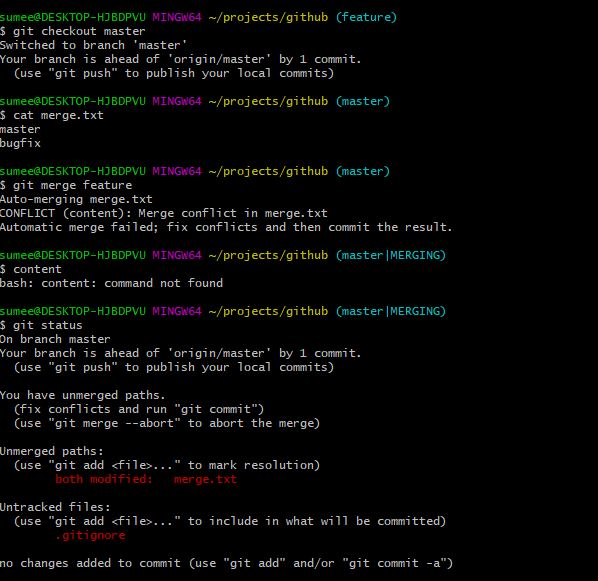 sumee@DESKTOP-HJBDPVU MINGW64 ~/projects/github (feature)
$ git checkout master
Switched to branch 'master'
Your branch is ahead of 'origin/master' by 1 commit.
  (use "git push" to publish your local commits)

sumee@DESKTOP-HJBDPVU MINGW64 ~/projects/github (master)
$ cat merge.txt
master
bugfix

sumee@DESKTOP-HJBDPVU MINGW64 ~/projects/github (master)
$ git merge feature
Auto-merging merge.txt
CONFLICT (content): Merge conflict in merge.txt
Automatic merge failed; fix conflicts and then commit the result.

sumee@DESKTOP-HJBDPVU MINGW64 ~/projects/github (master|MERGING)
$ content
bash: content: command not found

sumee@DESKTOP-HJBDPVU MINGW64 ~/projects/github (master|MERGING)
$ git status
On branch master
Your branch is ahead of 'origin/master' by 1 commit.
  (use "git push" to publish your local commits)

You have unmerged paths.
  (fix conflicts and run "git commit")
  (use "git merge --abort" to abort the merge)

Unmerged paths:
  (use "git add <file>..." to mark resolution)
        both modified:   merge.txt

Untracked files:
  (use "git add <file>..." to include in what will be committed)
        .gitignore

no changes added to commit (use "git add" and/or "git commit -a")